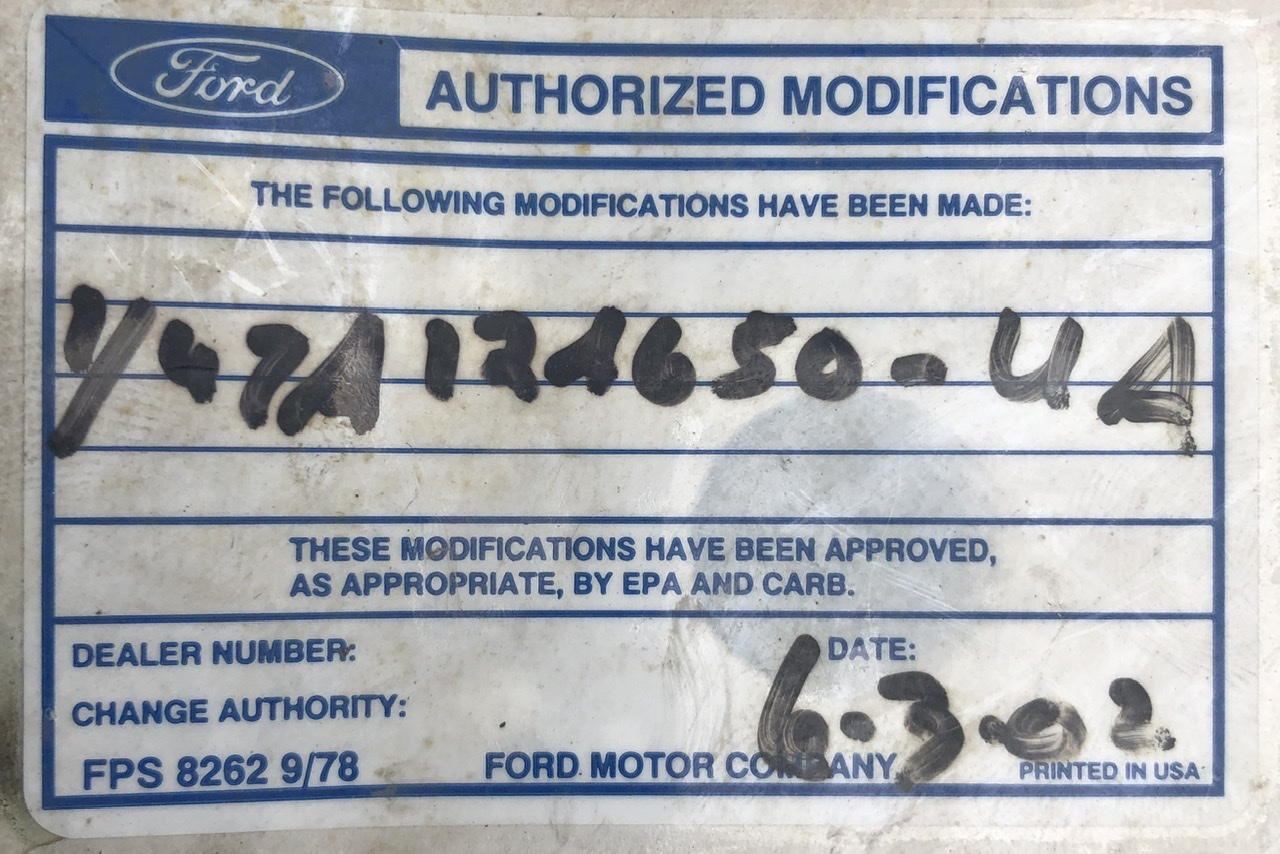 Ford AUTHORIZED MODIFICATIONS
THE FOLLOWING MODIFICATIONS HAVE BEEN MADE:
YU7A 12A650-UA
THESE MODIFICATIONS HAVE BEEN APPROVED,
AS APPROPRIATE, BY EPA AND CARB.
DEALER NUMBER: DATE:
CHANGE AUTHORITY: 6-3-02
FPS 8262 9/78 FORD MOTOR COMPANY PRINTED IN USA